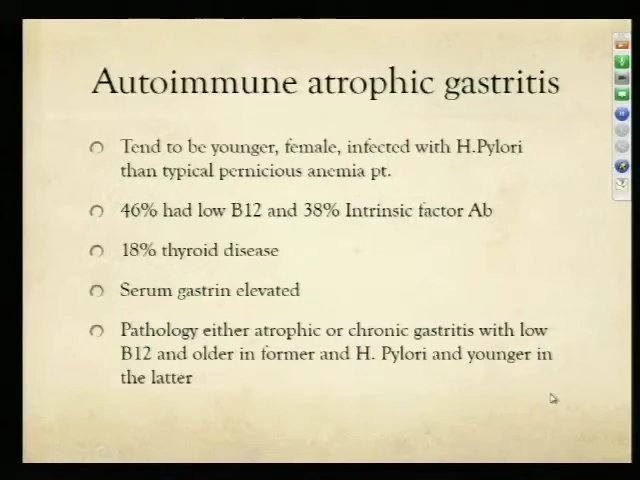 Autoimmune atrophic gastritis
Tend to be younger, female, infected with H.Pylori
than typical pernicious anemia pt.
46% had low B12 and 38% Intrinsic factor Ab
18% thyroid disease
Serum gastrin elevated
Pathology either atrophic or chronic gastritis with low
B12 and older in former and H. Pylori and younger in
the latter